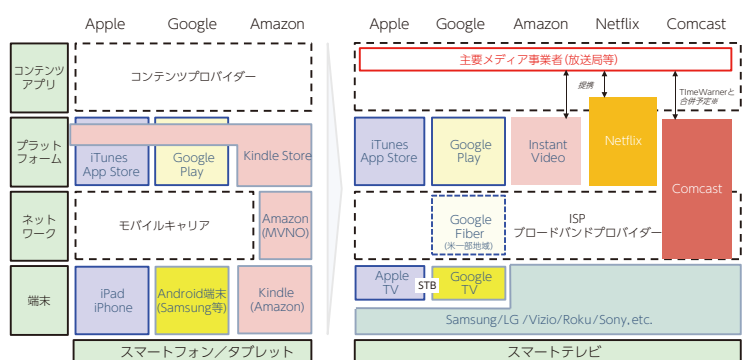 Apple Google Amazon
Apple Google Amazon Netflix Comcast
コンテンツ
アプリ
コンテンツプロバイダー
主要メディア事業者(放送局等)
提携
TImeWarnerと
合併予定※
プラット
フォーム
iTunes
App Store
Google
Play
Kindle Store
iTunes
App Store
Google
Play
Instant
Video
Netflix
Comcast
ネット
ワーク
モバイルキャリア
Amazon
(MVNO)
Google
Fiber
(米一部地域)
ISP
ブロードバンドプロバイダー
端末
iPad
iPhone
Android端末
(Samsung等)
Kindle
(Amazon)
Apple
TV
STB
Google
TV
Samsung/LG /Vizio/Roku/Sony, etc.
スマートフォン/タブレット
スマートテレビ